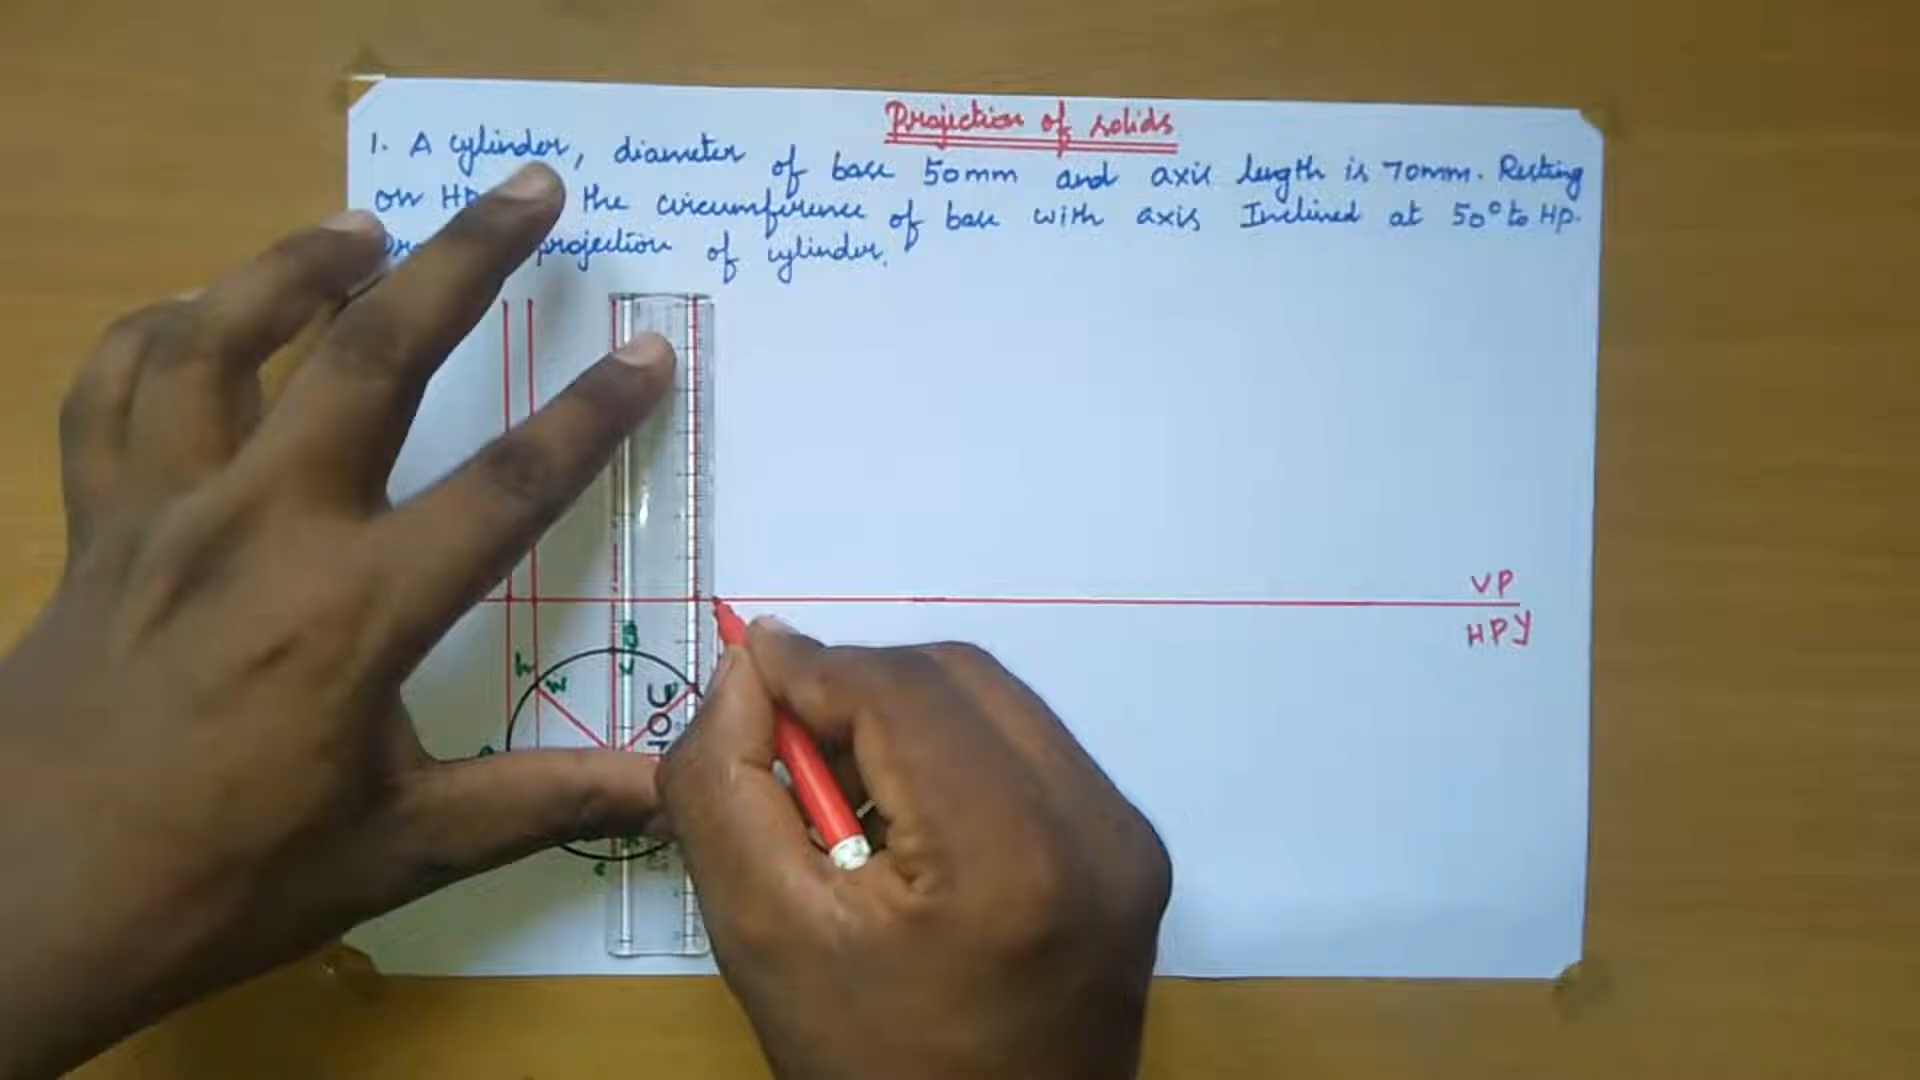 Projection of solids
1. A cylinder, diameter of base 50mm and axis length is 70mm. Resting
on HP the circumference of base with axis Inclined at 50° to HP.
projection of cylinder.
VP
HP y